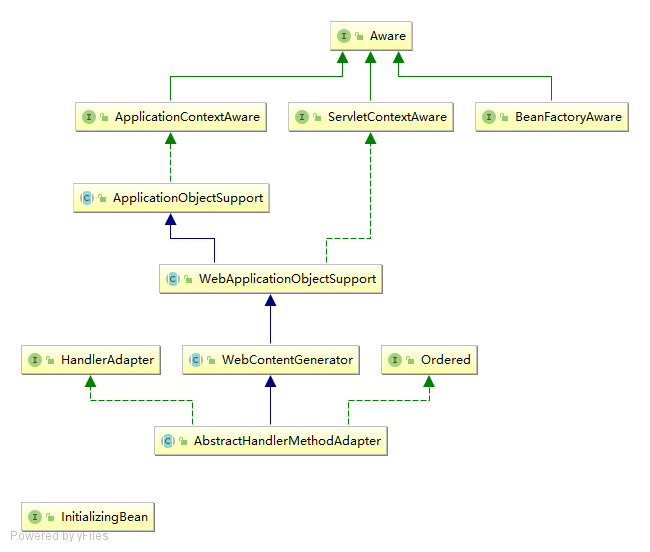 I Aware
I ApplicationContextAware
I ServletContextAware
I BeanFactoryAware
C ApplicationObjectSupport
C WebApplicationObjectSupport
I HandlerAdapter
C WebContentGenerator
I Ordered
C AbstractHandlerMethodAdapter
I InitializingBean
Powered by yFiles